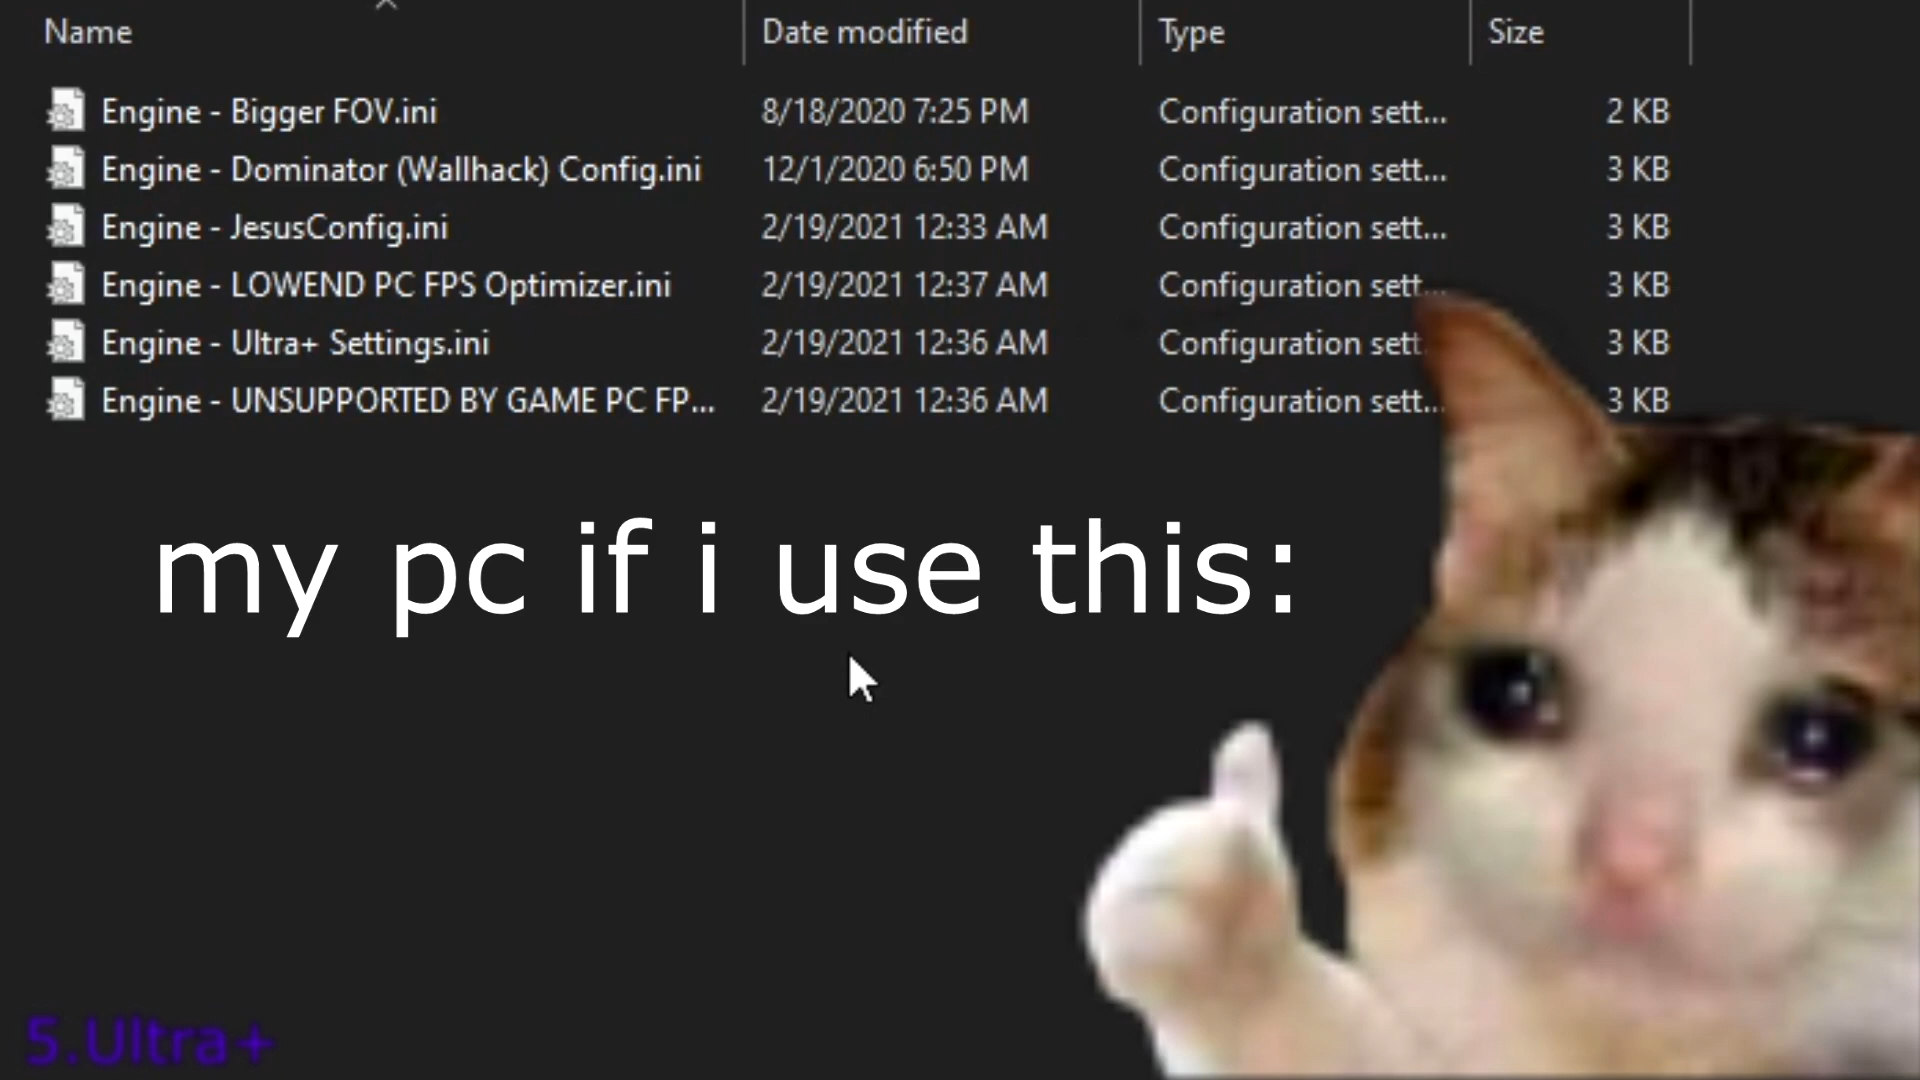 Name Date modified Type Size
Engine - Bigger FOV.ini 8/18/2020 7:25 PM Configuration sett... 2 KB
Engine - Dominator (Wallhack) Config.ini 12/1/2020 6:50 PM Configuration sett... 3 KB
Engine - JesusConfig.ini 2/19/2021 12:33 AM Configuration sett... 3 KB
Engine - LOWEND PC FPS Optimizer.ini 2/19/2021 12:37 AM Configuration sett... 3 KB
Engine - Ultra+ Settings.ini 2/19/2021 12:36 AM Configuration sett 3 KB
Engine - UNSUPPORTED BY GAME PC FP... 2/19/2021 12:36 AM Configuration sett... 3 KB
my pc if i use this:
5.Ultra+